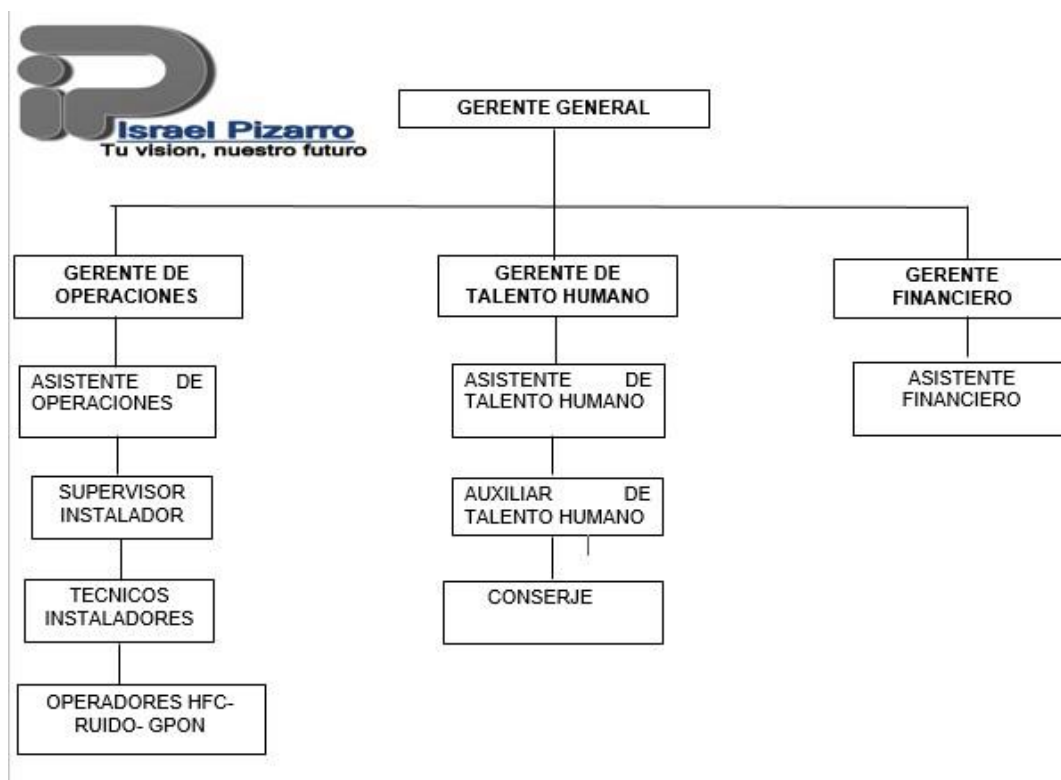 Israel Pizarro
Tu vision, nuestro futuro
GERENTE GENERAL
GERENTE DE
OPERACIONES
GERENTE DE
TALENTO HUMANO
GERENTE
FINANCIERO
ASISTENTE DE
OPERACIONES
ASISTENTE DE
TALENTO HUMANO
ASISTENTE
FINANCIERO
SUPERVISOR
INSTALADOR
AUXILIAR DE
TALENTO HUMANO
TECNICOS
INSTALADORES
CONSERJE
OPERADORES HFC-
RUIDO- GPON